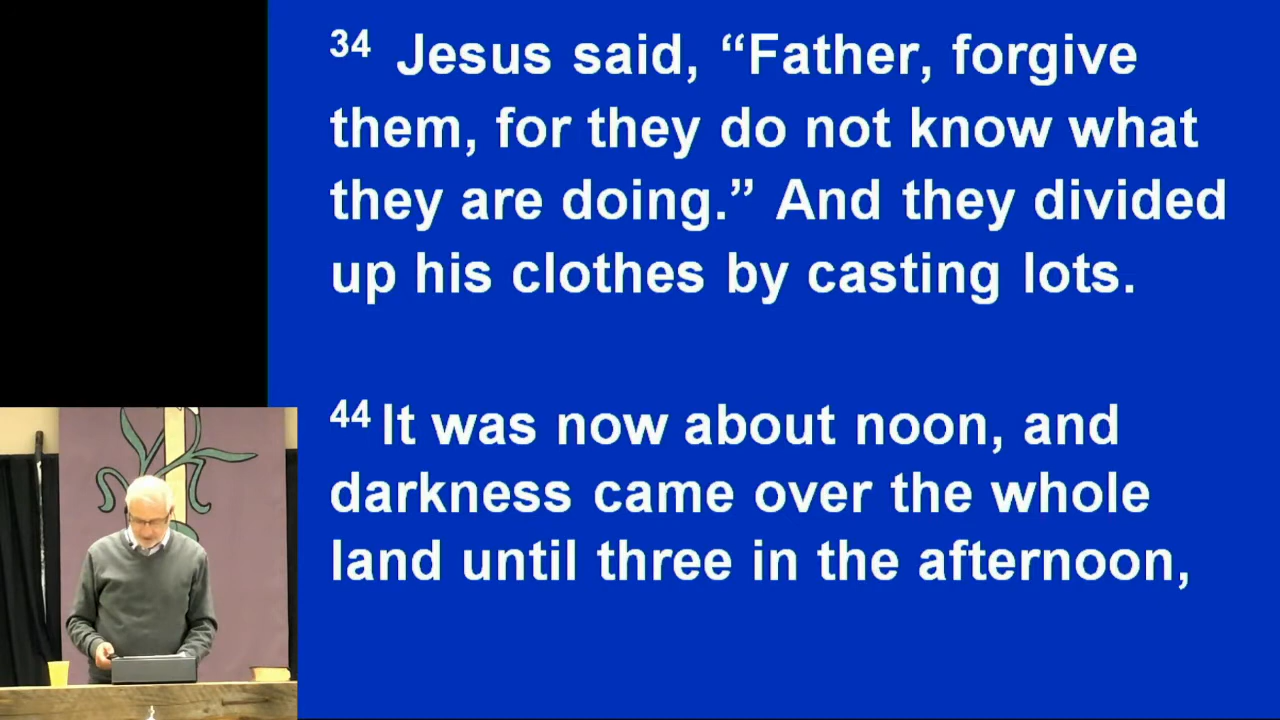 34 Jesus said, “Father, forgive
them, for they do not know what
they are doing.” And they divided
up his clothes by casting lots.
44 It was now about noon, and
darkness came over the whole
land until three in the afternoon,